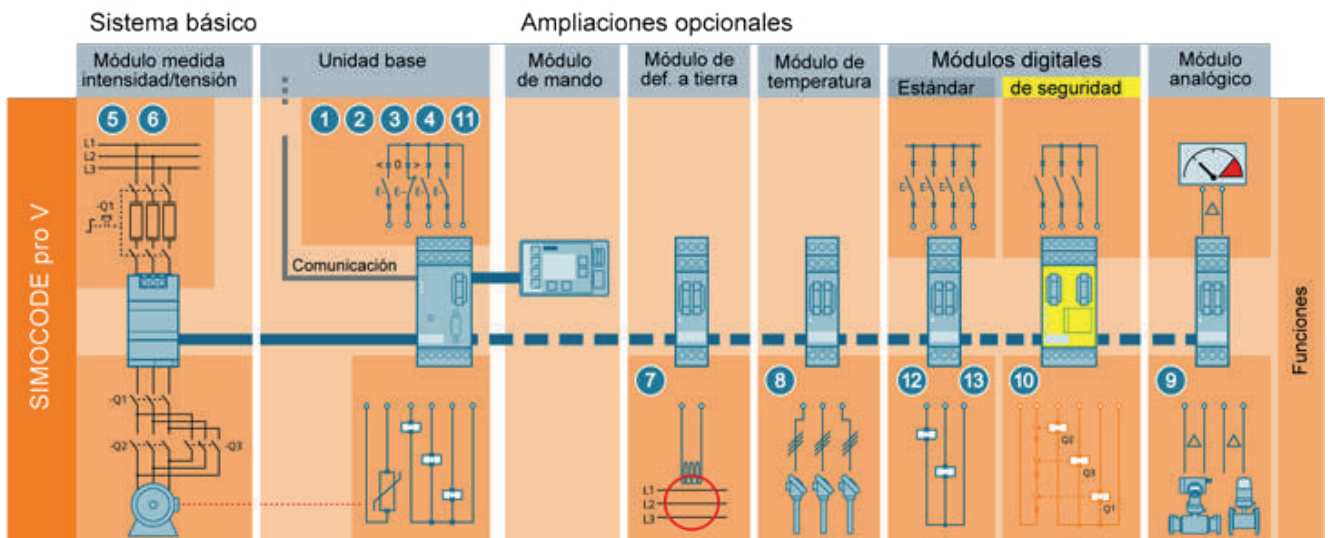 Sistema básico
Ampliaciones opcionales
Módulo medida
intensidad/tensión
Unidad base
Módulo
de mando
Módulo de
def. a tierra
Módulo de
temperatura
Módulos digitales
Estándar
de seguridad
Módulo
analógico
SIMOCODE pro V
5 6
1 2 3 4 11
L1
L2
L3
-Q1
< 0 >
E-- E-- E-- E--
E-
Comunicación
7
8
12 13
10
9
Funciones
-Q1
-Q2
-Q3
L1
L2
L3
Q2
Q3
Q1